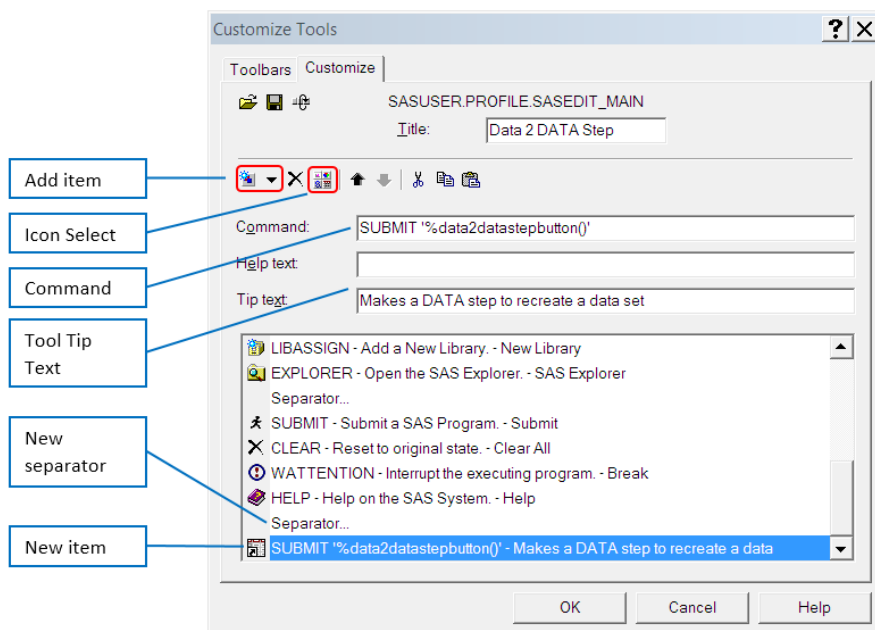 Customize Tools
Toolbars Customize
SASUSER.PROFILE.SASEDIT_MAIN
Title: Data 2 DATA Step
Add item
Icon Select
Command: SUBMIT '%data2datastepbutton()'
Help text:
Command
Tip text: Makes a DATA step to recreate a data set
Tool Tip
Text
LIBASSIGN - Add a New Library. - New Library
EXPLORER - Open the SAS Explorer. - SAS Explorer
Separator...
SUBMIT - Submit a SAS Program. - Submit
New
separator
CLEAR - Reset to original state. - Clear All
WATTENTION - Interrupt the executing program. - Break
HELP - Help on the SAS System. - Help
Separator...
New item
SUBMIT '%data2datastepbutton()' - Makes a DATA step to recreate a data
OK Cancel Help